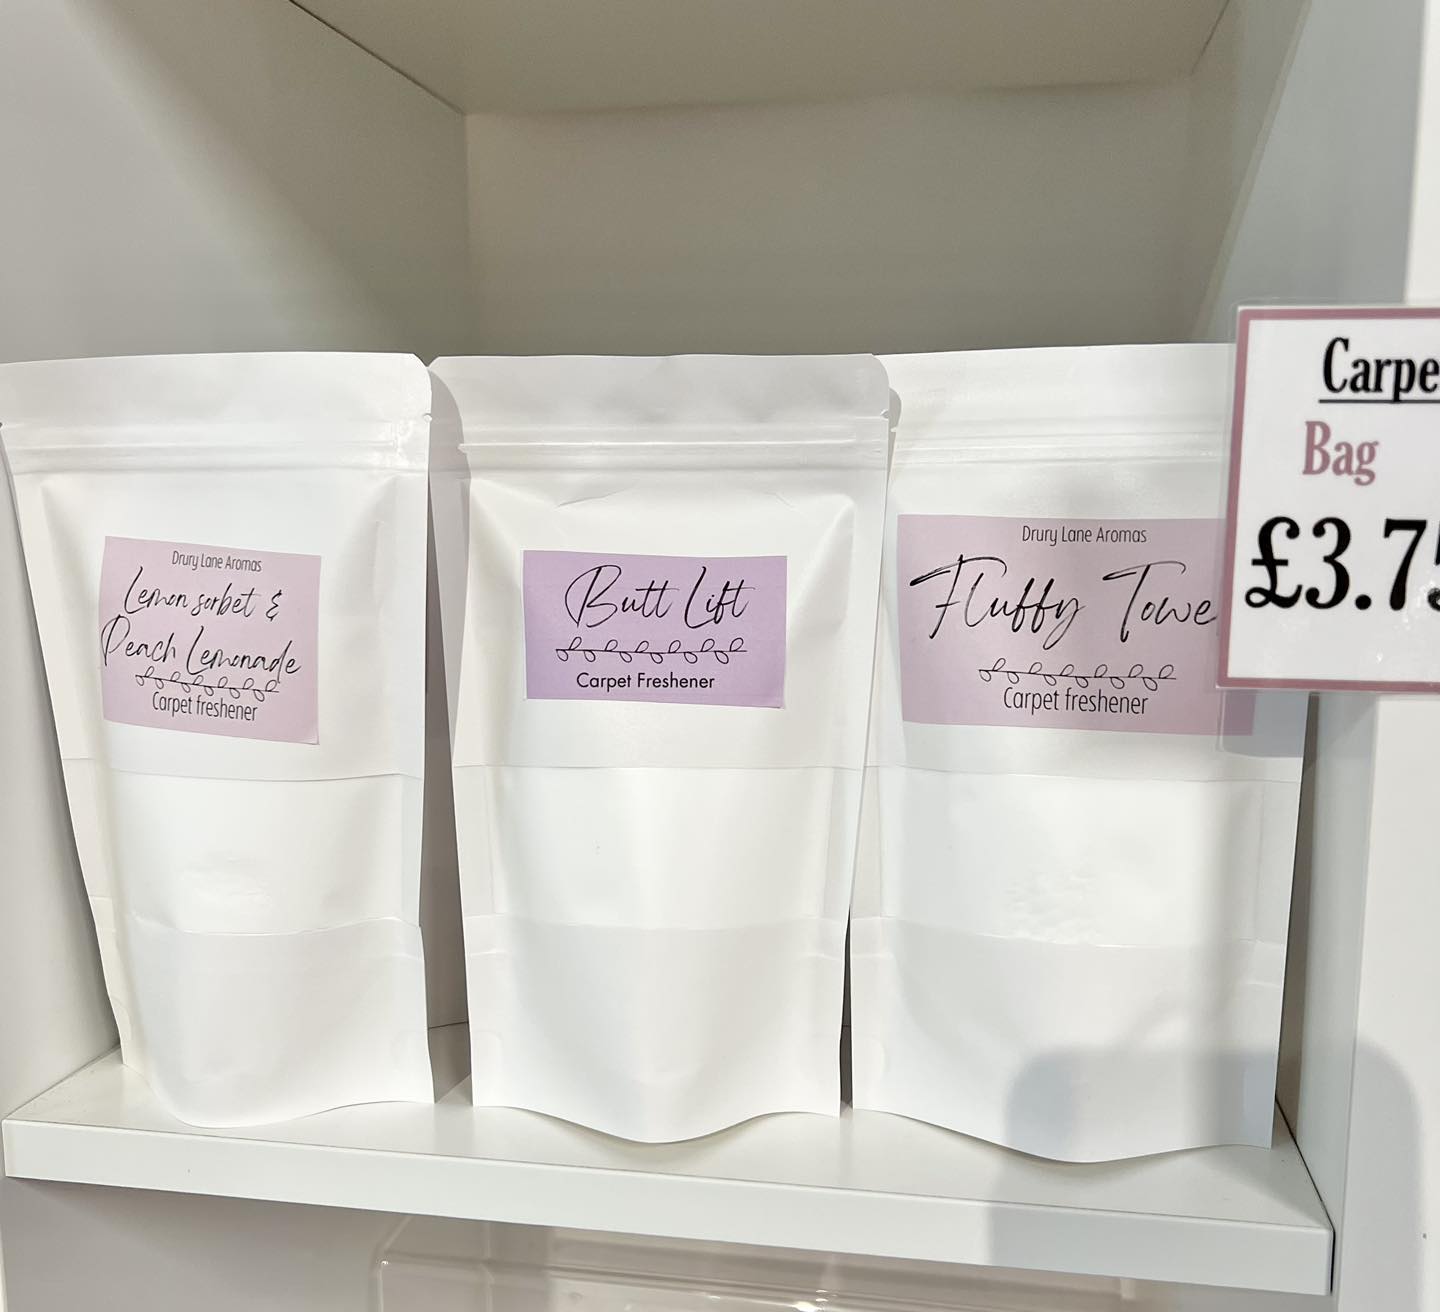 Drury Lane Aromas
Lemon sorbet &
Peach Lemonade
Carpet freshener
Butt Lift
Carpet Freshener
Drury Lane Aromas
Fluffy Towe
Carpet freshener
Carpe
Bag
£3.75